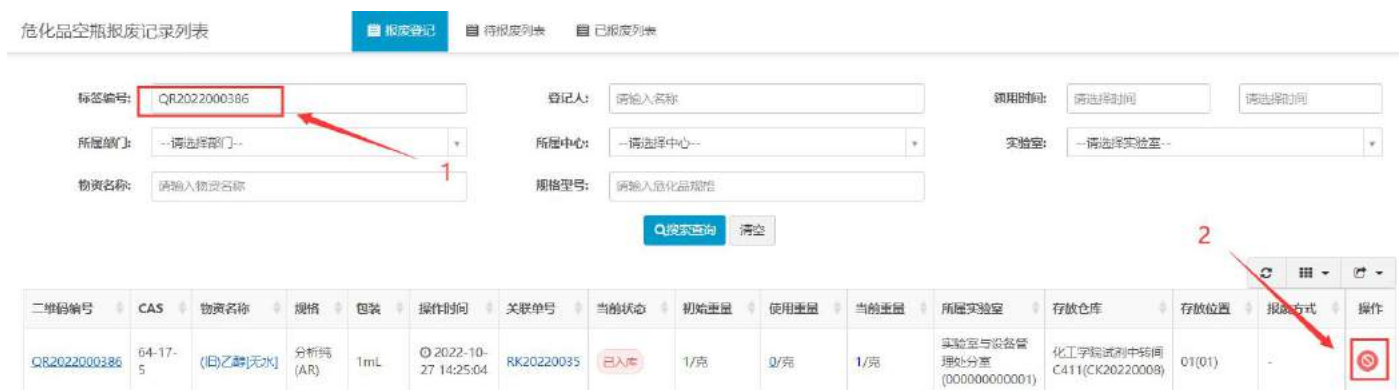 危化品空瓶报废记录列表 报废登记 待报废列表 已报废列表
标签编号: QR2022000386 登记人: 请输入名称 领用时间: 请选择时间 请选择时间
所属部门: --请选择部门-- 所属中心: --请选择中心-- 实验室: --请选择实验室--
1
物资名称: 请输入物资名称 规格型号: 请输入危化品规格
搜索查询 清空
2
二维码编号 CAS 物资名称 规格 包装 操作时间 关联单号 当前状态 初始重量 使用重量 当前重量 所属实验室 存放仓库 存放位置 报废方式 操作
QR2022000386 64-17-5 (旧)乙醇[无水] 分析纯(AR) 1mL 2022-10-27 14:25:04 RK20220035 已入库 1/克 0/克 1/克 实验室与设备管理处分室(000000000001) 化工学院试剂中转间C411(CK20220008) 01(01) -